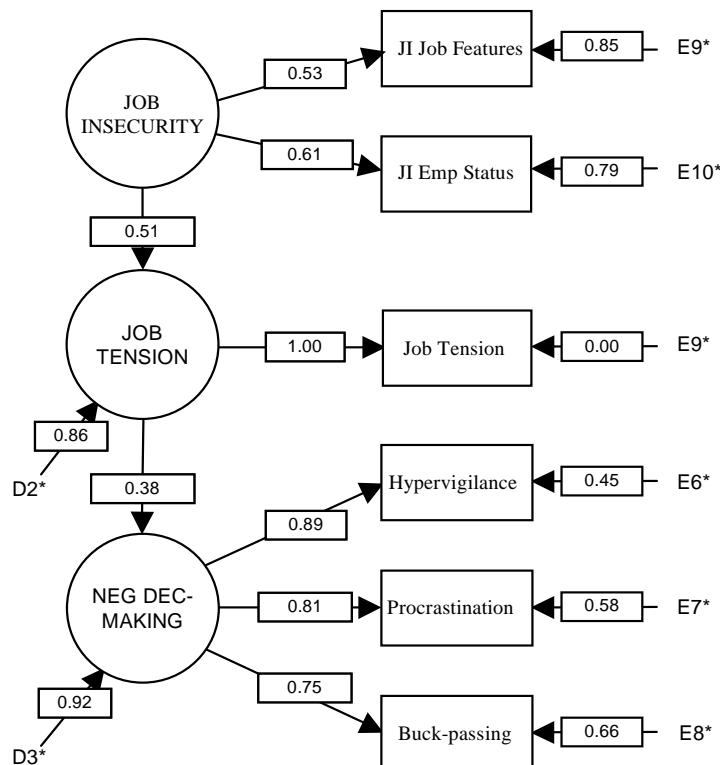 JI Job Features
0.85
E9*
0.53
JOB
INSECURITY
0.61
JI Emp Status
0.79
E10*
0.51
JOB
TENSION
1.00
Job Tension
0.00
E9*
0.86
D2*
0.38
Hypervigilance
0.45
E6*
0.89
NEG DEC-
MAKING
0.81
Procrastination
0.58
E7*
0.92
D3*
0.75
Buck-passing
0.66
E8*